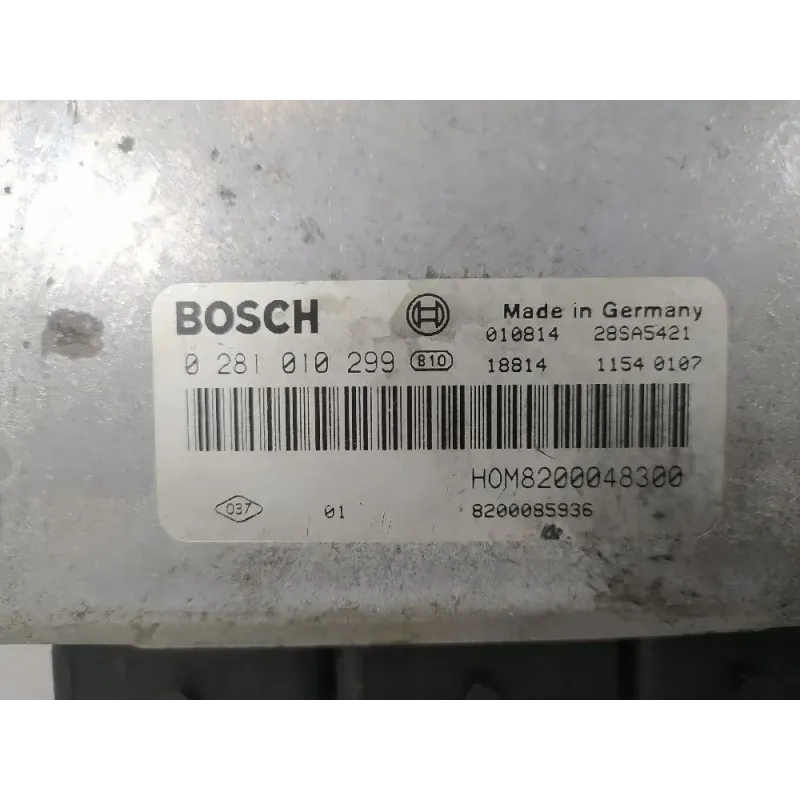 BOSCH Made in Germany
010814 28SA5421
0 281 010 299 810 18814 1154 0107
HOM8200048300
037 01 8200085936